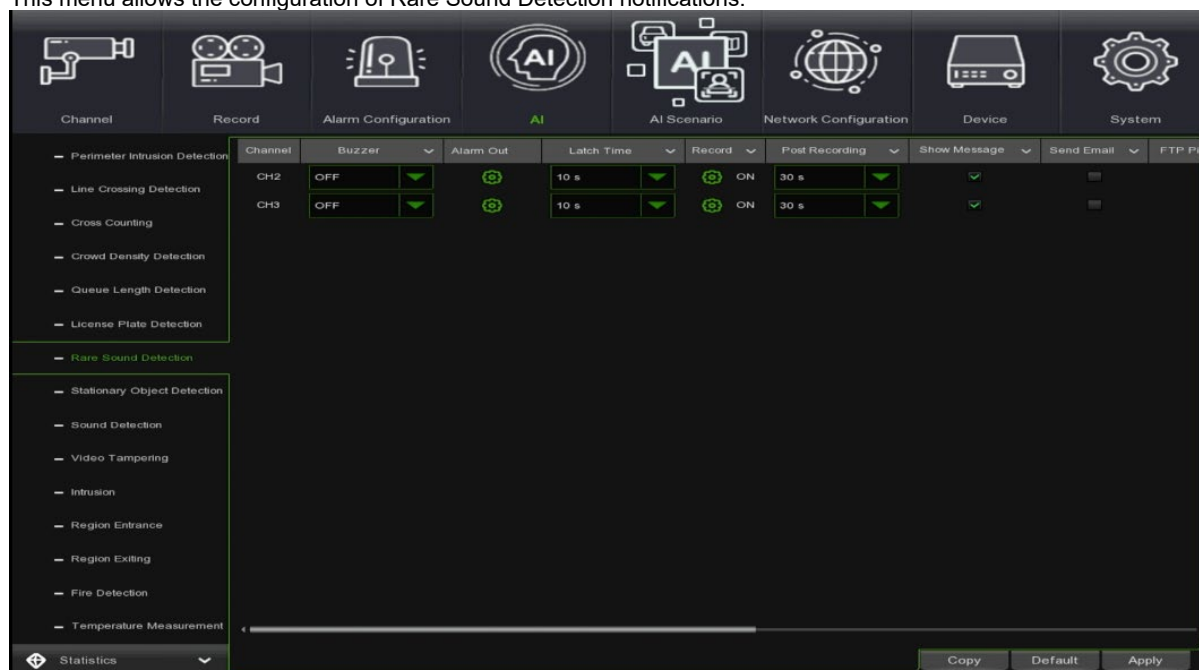 This menu allows the configuration of Rare Sound Detection notifications.
AI
AI
Channel Record Alarm Configuration AI AI Scenario Network Configuration Device System
Channel Buzzer Alarm Out Latch Time Record Post Recording Show Message Send Email FTP Pi
CH2 OFF 10 s ON 30 s
CH3 OFF 10 s ON 30 s
Perimeter Intrusion Detection
Line Crossing Detection
Cross Counting
Crowd Density Detection
Queue Length Detection
License Plate Detection
Rare Sound Detection
Stationary Object Detection
Sound Detection
Video Tampering
Intrusion
Region Entrance
Region Exiting
Fire Detection
Temperature Measurement
Statistics
Copy Default Apply